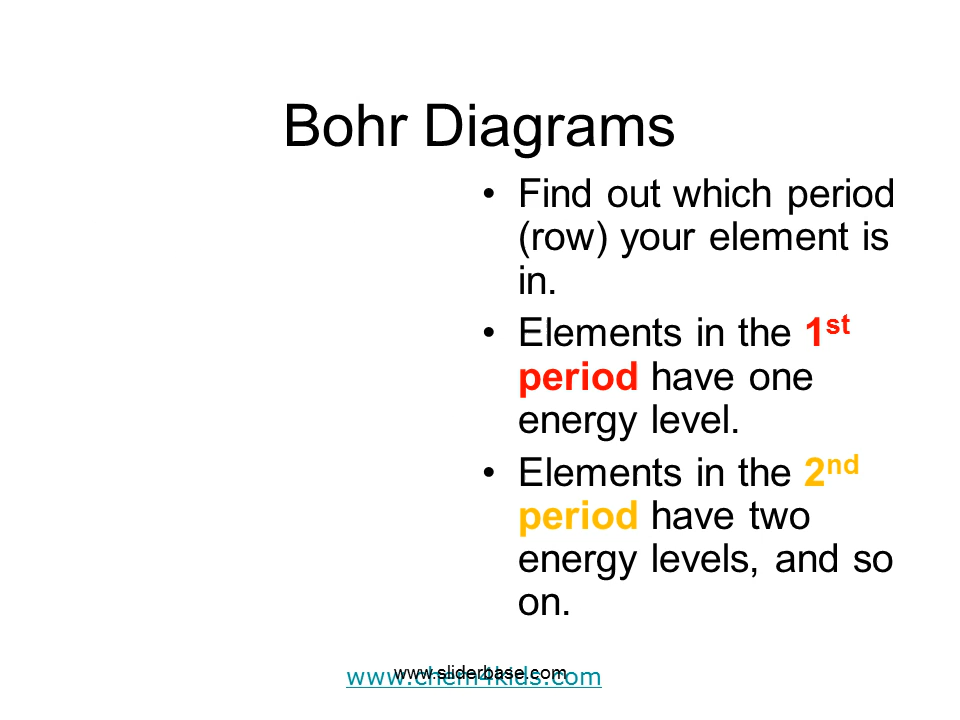 Bohr Diagrams
• Find out which period
(row) your element is
in.
• Elements in the 1st
period have one
energy level.
• Elements in the 2nd
period have two
energy levels, and so
on.
www.sliderbase.com
www.chem4kids.com